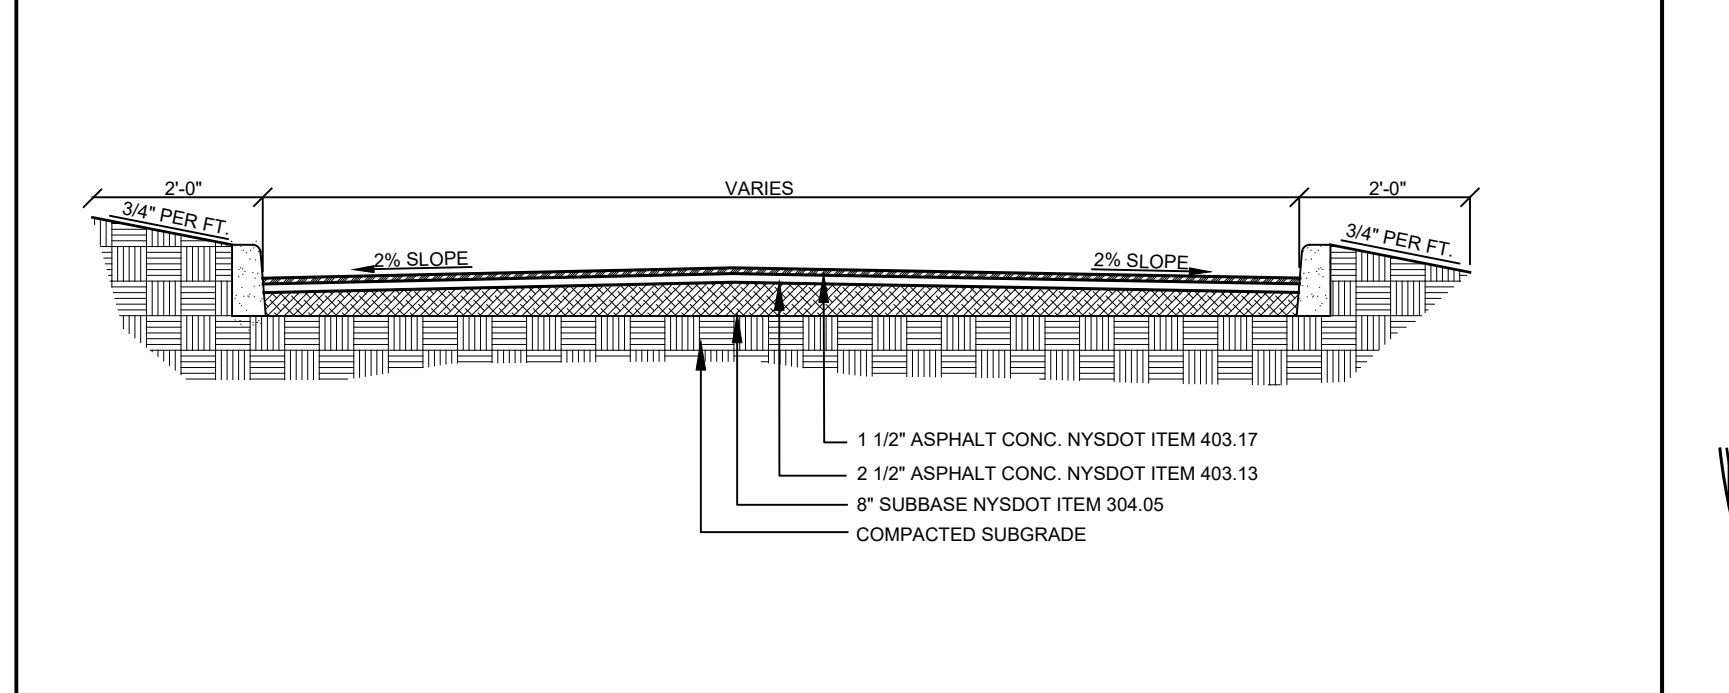 2'-0"
VARIES
2'-0"
3/4" PER FT.
3/4" PER FT.
2% SLOPE
2% SLOPE
1 1/2" ASPHALT CONC. NYSDOT ITEM 403.17
2 1/2" ASPHALT CONC. NYSDOT ITEM 403.13
8" SUBBASE NYSDOT ITEM 304.05
COMPACTED SUBGRADE